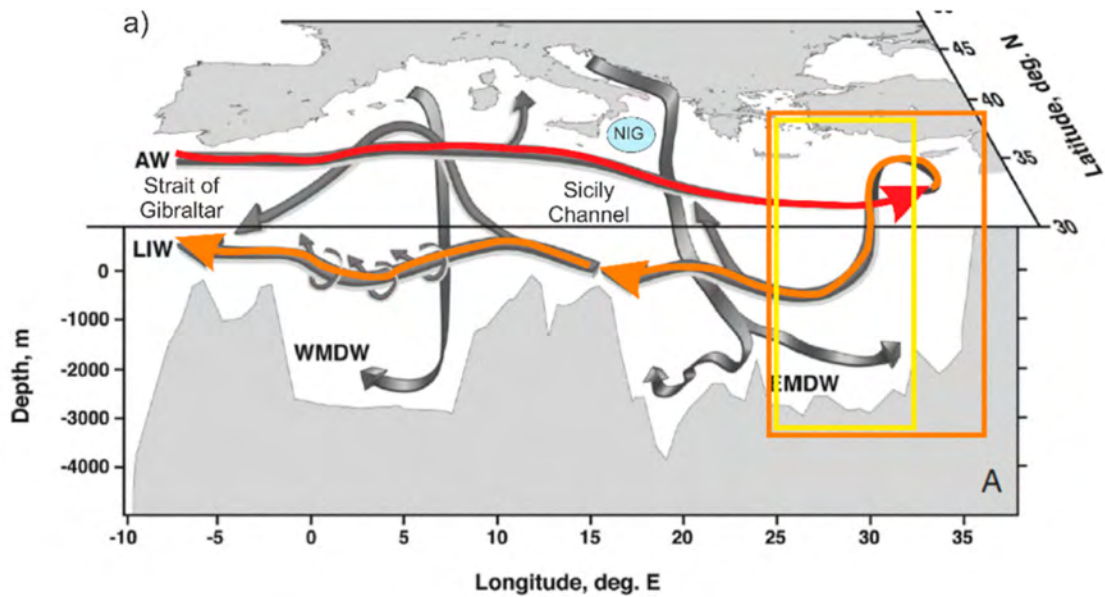 a)
45
40
35
30
Latitude, deg. N
NIG
AW
Strait of
Gibraltar
Sicily
Channel
LIW
0
-1000
-2000
-3000
-4000
Depth, m
WMDW
EMDW
A
-10 -5 0 5 10 15 20 25 30 35
Longitude, deg. E